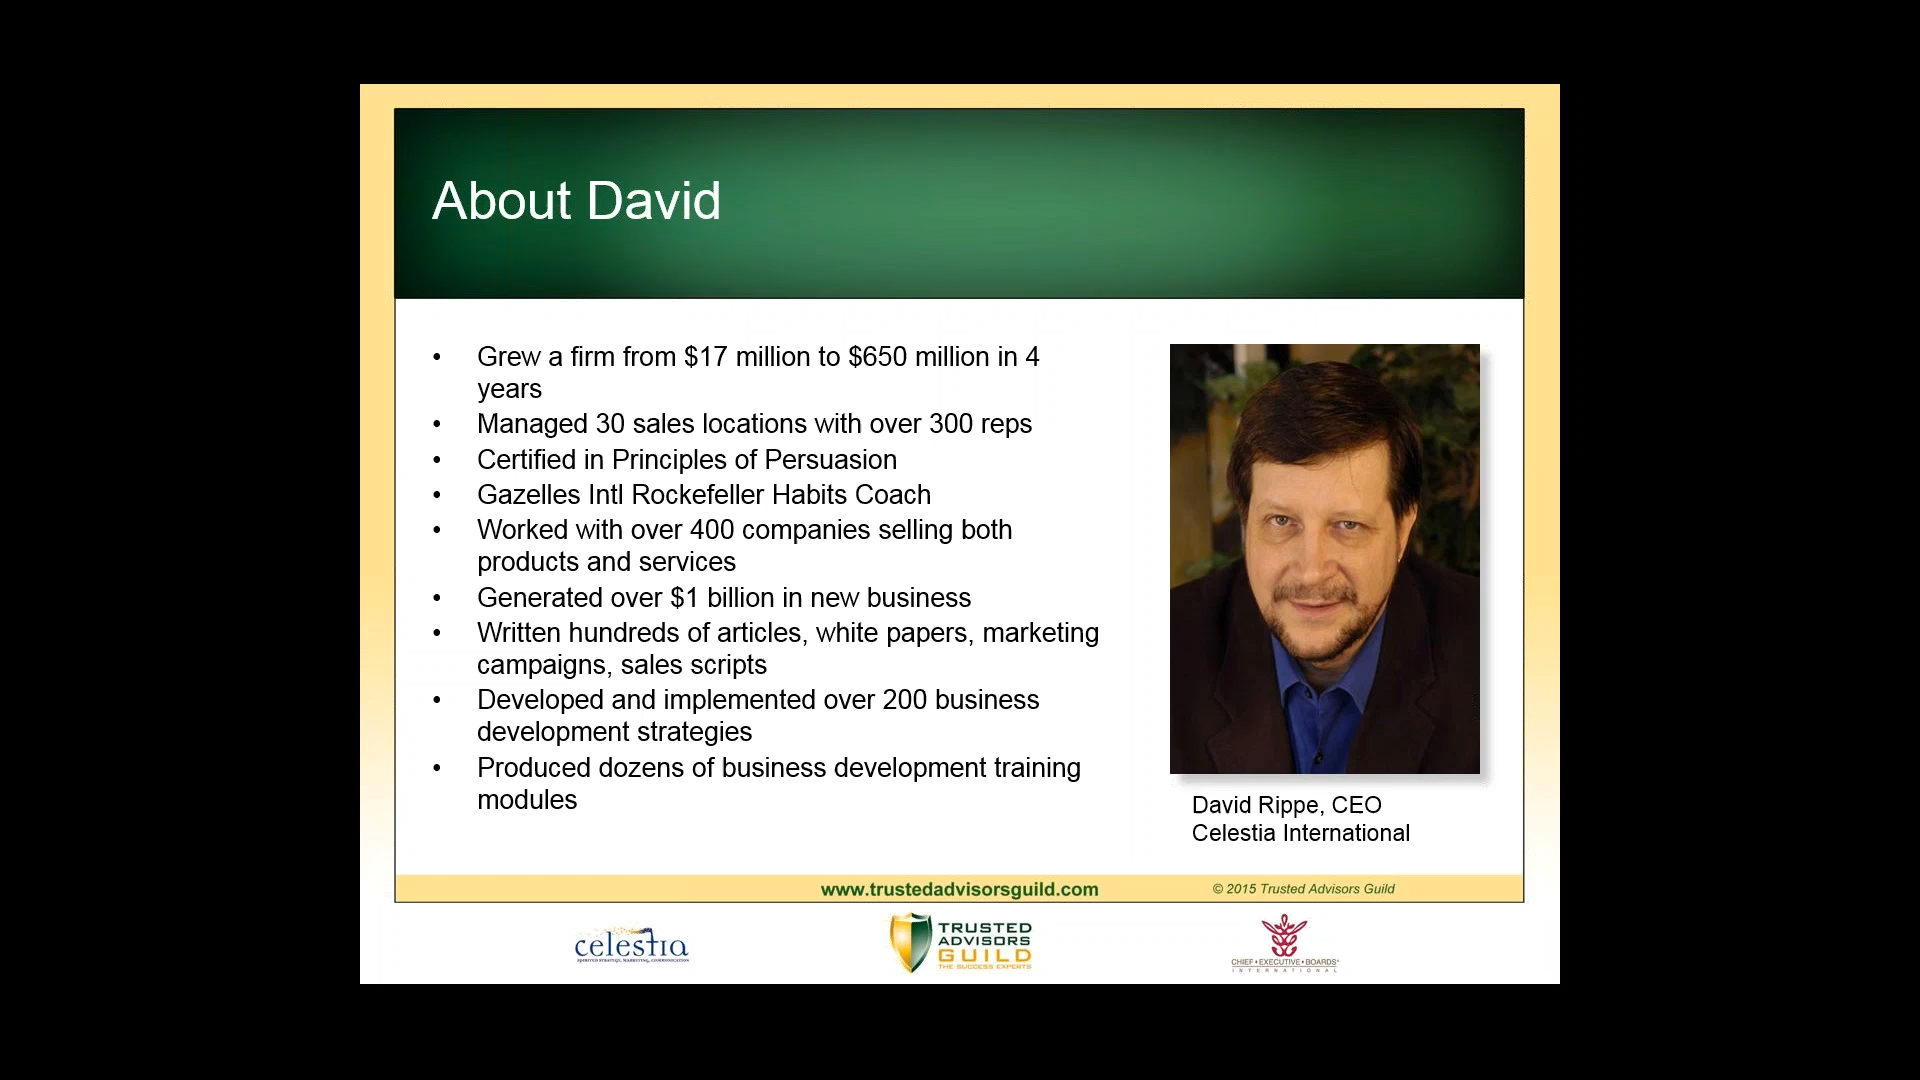 About David
• Grew a firm from $17 million to $650 million in 4
years
• Managed 30 sales locations with over 300 reps
• Certified in Principles of Persuasion
• Gazelles Intl Rockefeller Habits Coach
• Worked with over 400 companies selling both
products and services
• Generated over $1 billion in new business
• Written hundreds of articles, white papers, marketing
campaigns, sales scripts
• Developed and implemented over 200 business
development strategies
• Produced dozens of business development training
modules
David Rippe, CEO
Celestia International
www.trustedadvisorsguild.com
© 2015 Trusted Advisors Guild
celestia
SPIRITED STRATEGY, MARKETING, COMMUNICATION
TRUSTED
ADVISORS
GUILD
THE SUCCESS EXPERTS
CHIEF • EXECUTIVE • BOARDS
INTERNATIONAL